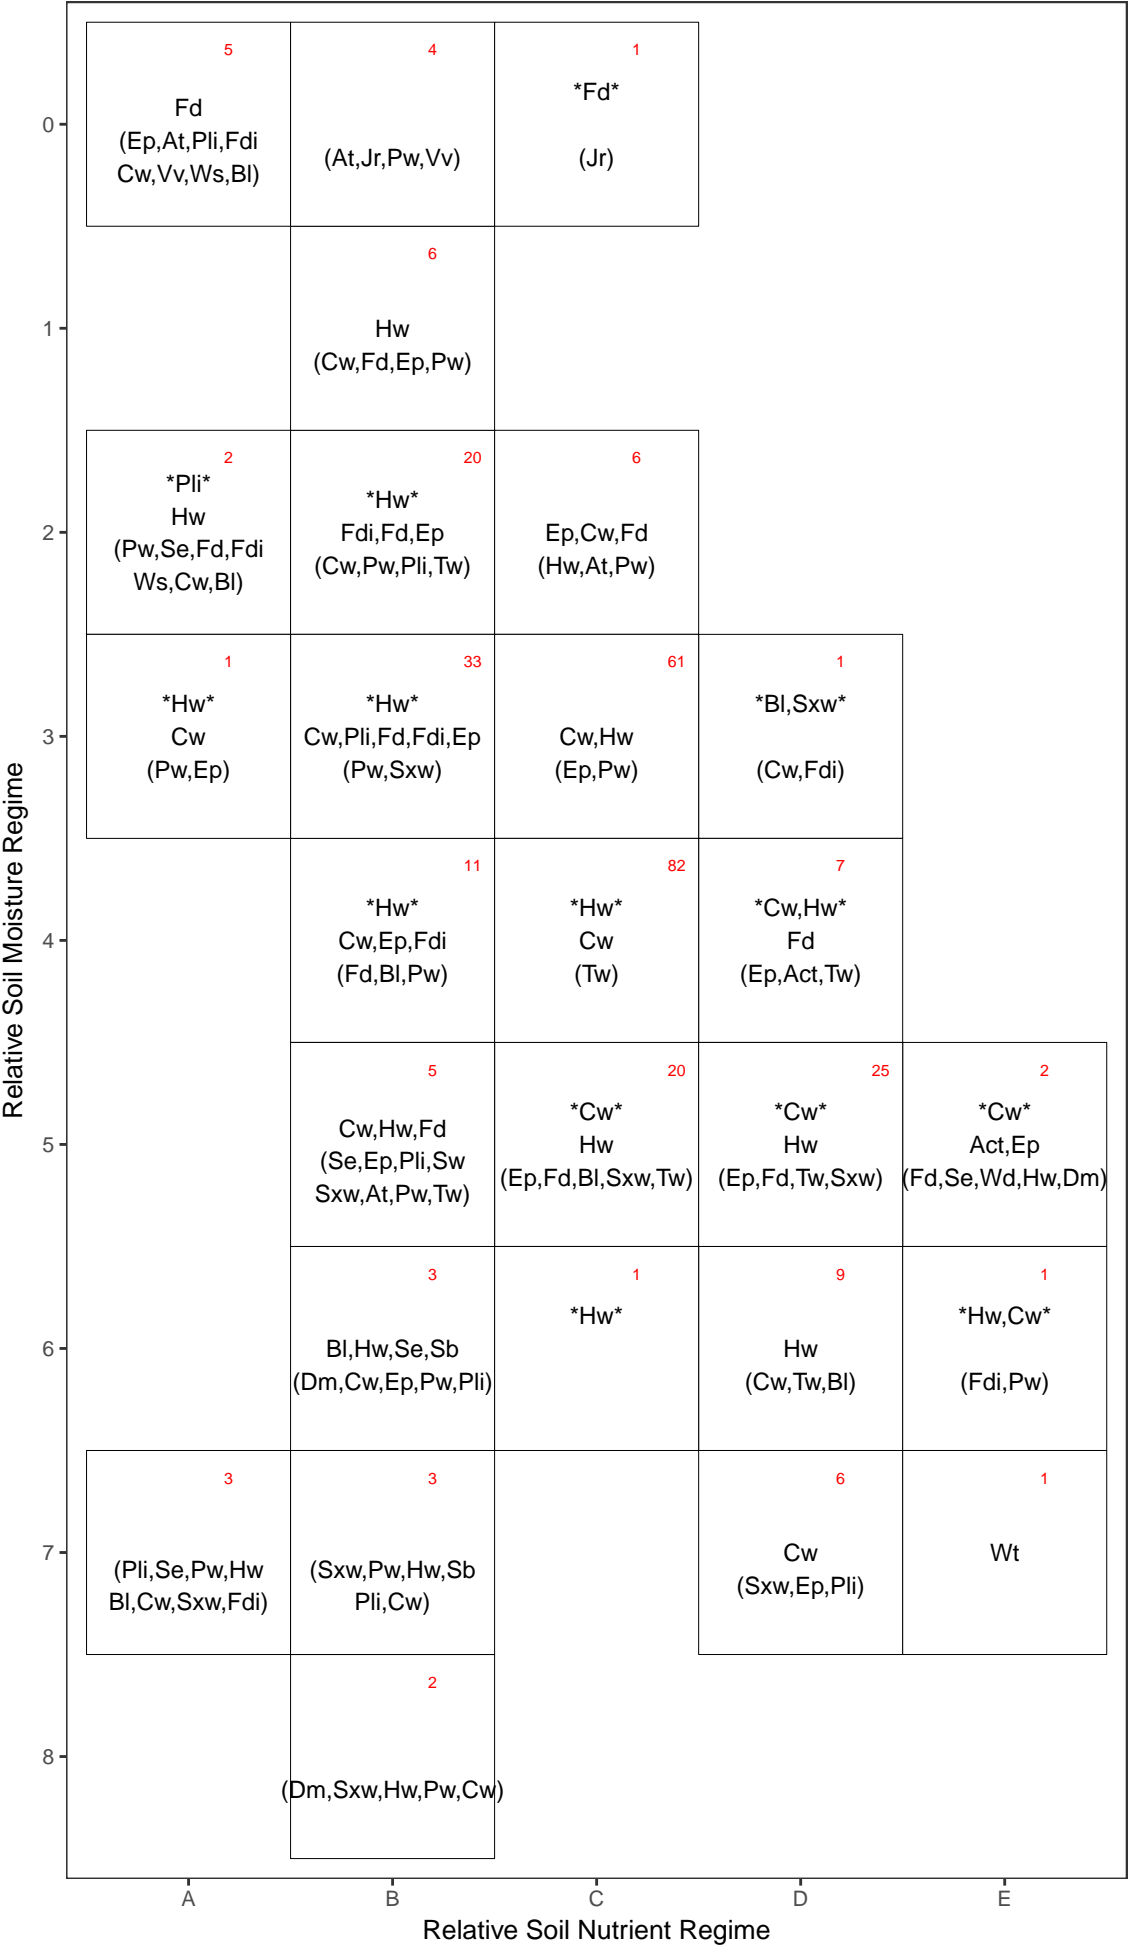 5
4
1
Fd
(Ep,At,Pli,Fdi
Cw,Vv,Ws,Bl)
(At,Jr,Pw,Vv)
*Fd*
(Jr)
0
6
Hw
(Cw,Fd,Ep,Pw)
1
2
20
6
*Pli*
Hw
(Pw,Se,Fd,Fdi
Ws,Cw,Bl)
*Hw*
Fdi,Fd,Ep
(Cw,Pw,Pli,Tw)
Ep,Cw,Fd
(Hw,At,Pw)
2
1
33
61
1
*Hw*
Cw
(Pw,Ep)
*Hw*
Cw,Pli,Fd,Fdi,Ep
(Pw,Sxw)
Cw,Hw
(Ep,Pw)
*Bl,Sxw*
(Cw,Fdi)
3
11
82
7
*Hw*
Cw,Ep,Fdi
(Fd,Bl,Pw)
*Hw*
Cw
(Tw)
*Cw,Hw*
Fd
(Ep,Act,Tw)
4
5
20
25
2
Cw,Hw,Fd
(Se,Ep,Pli,Sw
Sxw,At,Pw,Tw)
*Cw*
Hw
(Ep,Fd,Bl,Sxw,Tw)
*Cw*
Hw
(Ep,Fd,Tw,Sxw)
*Cw*
Act,Ep
(Fd,Se,Wd,Hw,Dm)
5
3
1
9
1
Bl,Hw,Se,Sb
(Dm,Cw,Ep,Pw,Pli)
*Hw*
Hw
(Cw,Tw,Bl)
*Hw,Cw*
(Fdi,Pw)
6
3
3
6
1
(Pli,Se,Pw,Hw
Bl,Cw,Sxw,Fdi)
(Sxw,Pw,Hw,Sb
Pli,Cw)
Cw
(Sxw,Ep,Pli)
Wt
7
2
(Dm,Sxw,Hw,Pw,Cw)
8
A
B
C
D
E
Relative Soil Nutrient Regime
Relative Soil Moisture Regime